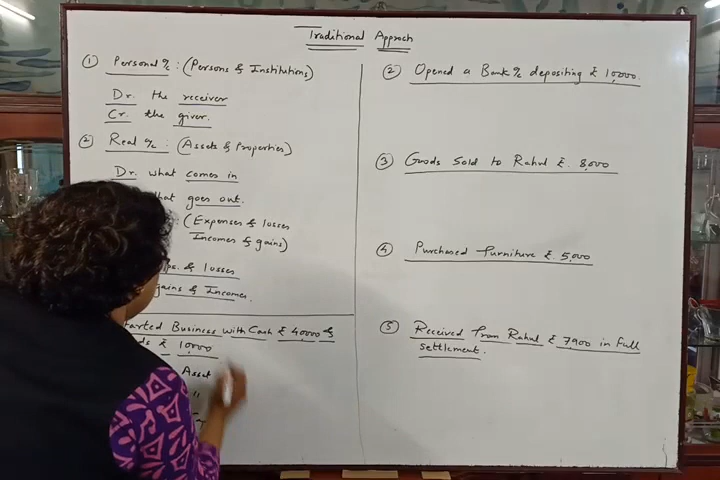 Traditional Approch
① Personal a/c : (Persons & Institutions)
Dr. the receiver
Cr. the giver.
② Real a/c : (Assets & Properties)
Dr. what comes in
what goes out.
: (Expenses & losses
Incomes & gains)
& losses
gains & Incomes.
Started Business with Cash ₹ 40000 &
₹ 10000
Asset
"
② Opened a Bank a/c depositing ₹ 10,000.
③ Goods Sold to Rahul ₹. 8,000
④ Purchased furniture ₹. 5,000
⑤ Received from Rahul ₹ 7900 in full
settlement.